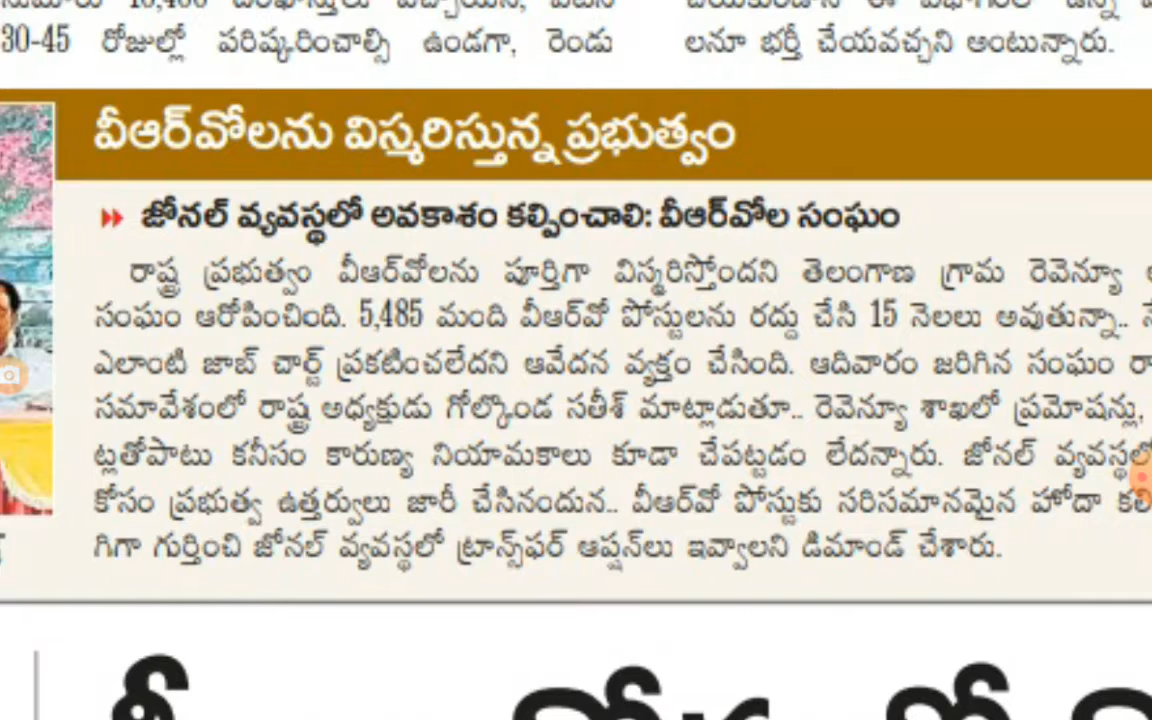 30-45 రోజుల్లో పరిష్కరించాల్సి ఉండగా, రెండు
లనూ భర్తీ చేయవచ్చని అంటున్నారు.
వీఆర్‌వోలను విస్మరిస్తున్న ప్రభుత్వం
జోనల్ వ్యవస్థలో అవకాశం కల్పించాలి: వీఆర్‌వోల సంఘం
రాష్ట్ర ప్రభుత్వం వీఆర్‌వోలను పూర్తిగా విస్మరిస్తోందని తెలంగాణ గ్రామ రెవెన్యూ
సంఘం ఆరోపించింది. 5,485 మంది వీఆర్‌వో పోస్టులను రద్దు చేసి 15 నెలలు అవుతున్నా..
ఎలాంటి జాబ్ చార్ట్ ప్రకటించలేదని ఆవేదన వ్యక్తం చేసింది. ఆదివారం జరిగిన సంఘం రా
సమావేశంలో రాష్ట్ర అధ్యక్షుడు గోల్కొండ సతీశ్ మాట్లాడుతూ.. రెవెన్యూ శాఖలో ప్రమోషన్లు,
ట్లతోపాటు కనీసం కారుణ్య నియామకాలు కూడా చేపట్టడం లేదన్నారు. జోనల్ వ్యవస్థలో
కోసం ప్రభుత్వ ఉత్తర్వులు జారీ చేసినందున.. వీఆర్‌వో పోస్టుకు సరిసమానమైన హోదా
గిగా గుర్తించి జోనల్ వ్యవస్థలో ట్రాన్స్‌ఫర్ ఆప్షన్‌లు ఇవ్వాలని డిమాండ్ చేశారు.